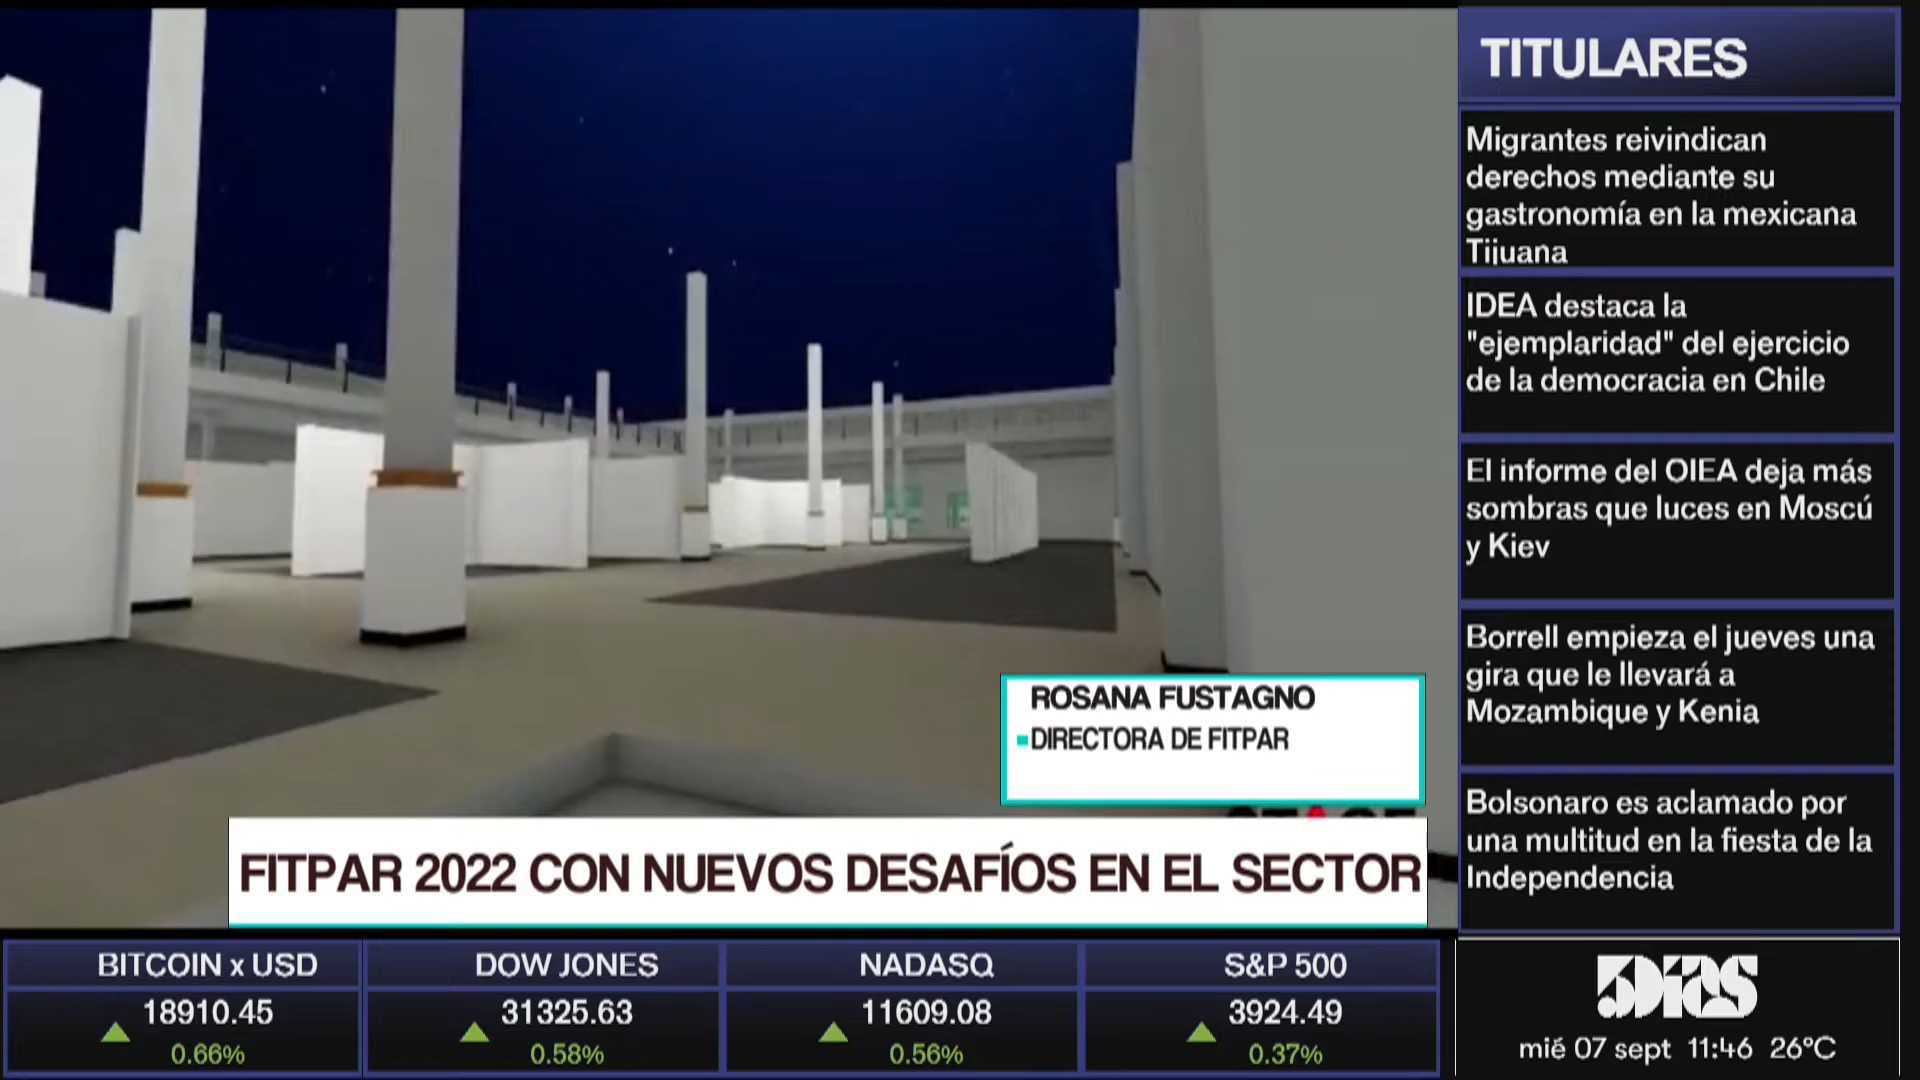 TITULARES
Migrantes reivindican
derechos mediante su
gastronomía en la mexicana
Tijuana
IDEA destaca la
"ejemplaridad" del ejercicio
de la democracia en Chile
El informe del OIEA deja más
sombras que luces en Moscú
y Kiev
Borrell empieza el jueves una
gira que le llevará a
Mozambique y Kenia
Bolsonaro es aclamado por
una multitud en la fiesta de la
Independencia
ROSANA FUSTAGNO
DIRECTORA DE FITPAR
FITPAR 2022 CON NUEVOS DESAFÍOS EN EL SECTOR
BITCOIN x USD
18910.45
0.66%
DOW JONES
31325.63
0.58%
NADASQ
11609.08
0.56%
S&P 500
3924.49
0.37%
5DIAS
mié 07 sept 11:46 26°C